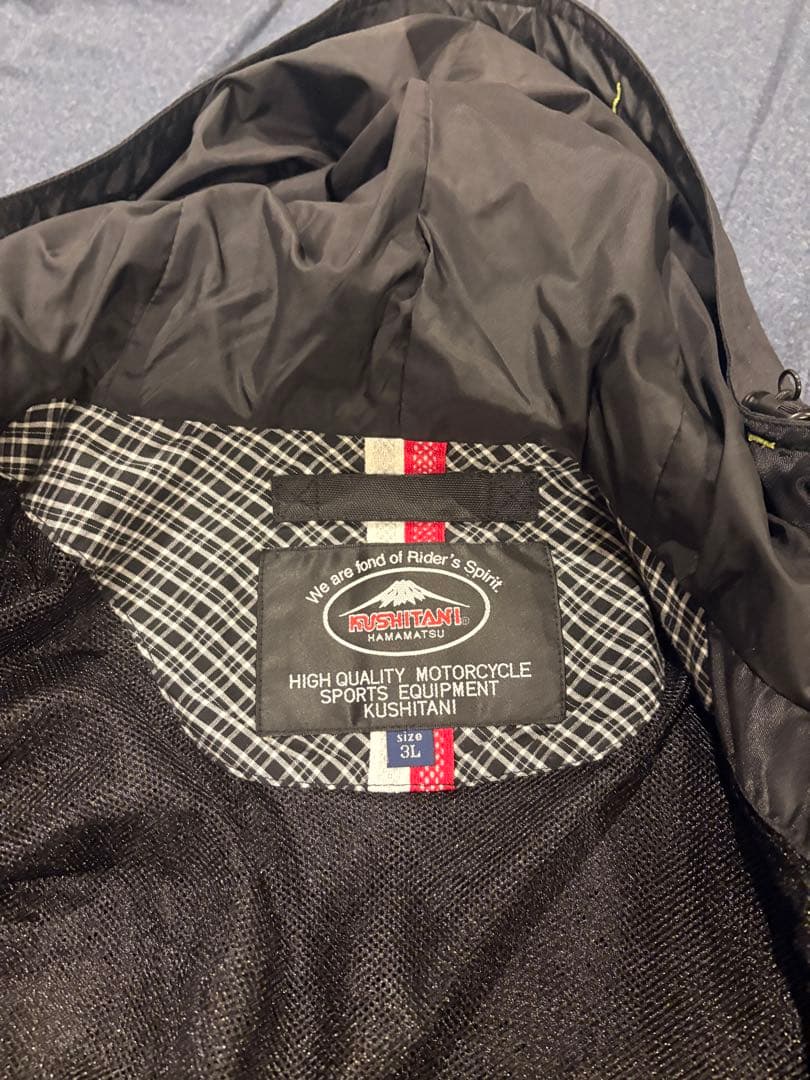 We are fond of Rider's Spirit.
KUSHITANI®
HAMAMATSU
HIGH QUALITY MOTORCYCLE
SPORTS EQUIPMENT
KUSHITANI
size
3L